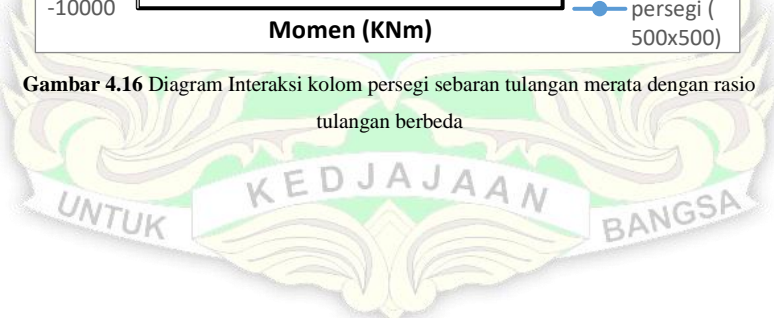 -10000
Momen (KNm)
persegi (
500x500)
Gambar 4.16 Diagram Interaksi kolom persegi sebaran tulangan merata dengan rasio
tulangan berbeda
UNTUK KEDJAJAAN BANGSA